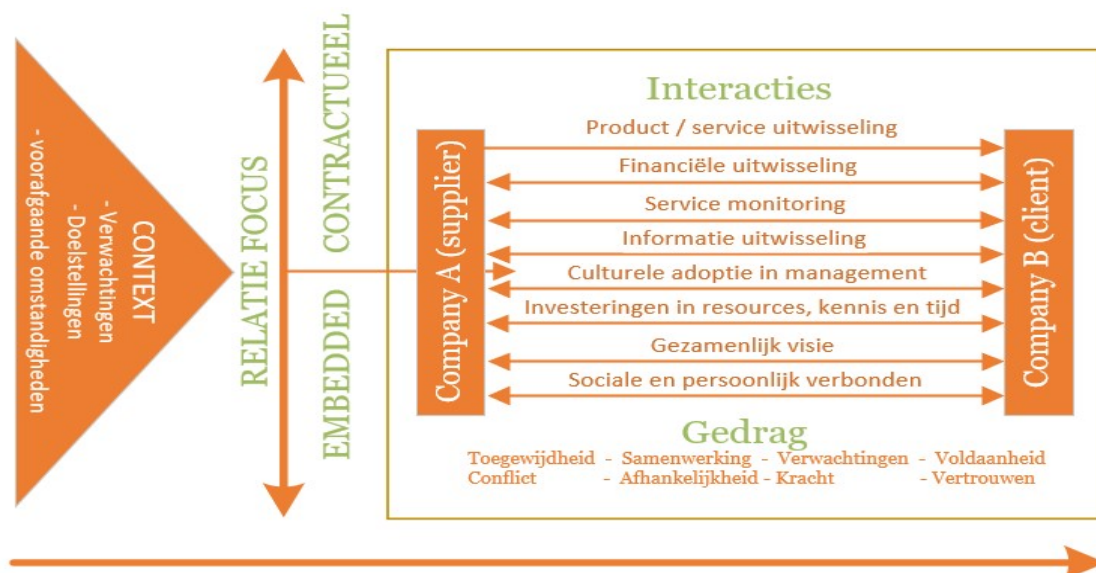 CONTEXT
- Verwachtingen
- Doelstellingen
- voorafgaande omstandigheden
RELATIE FOCUS
EMBEDDED CONTRACTUEEL
Interacties
Company A (supplier)
Product / service uitwisseling
Financiële uitwisseling
Service monitoring
Informatie uitwisseling
Culturele adoptie in management
Investeringen in resources, kennis en tijd
Gezamenlijk visie
Sociale en persoonlijk verbonden
Company B (client)
Gedrag
Toegewijdheid - Samenwerking - Verwachtingen - Voldaanheid
Conflict - Afhankelijkheid - Kracht - Vertrouwen